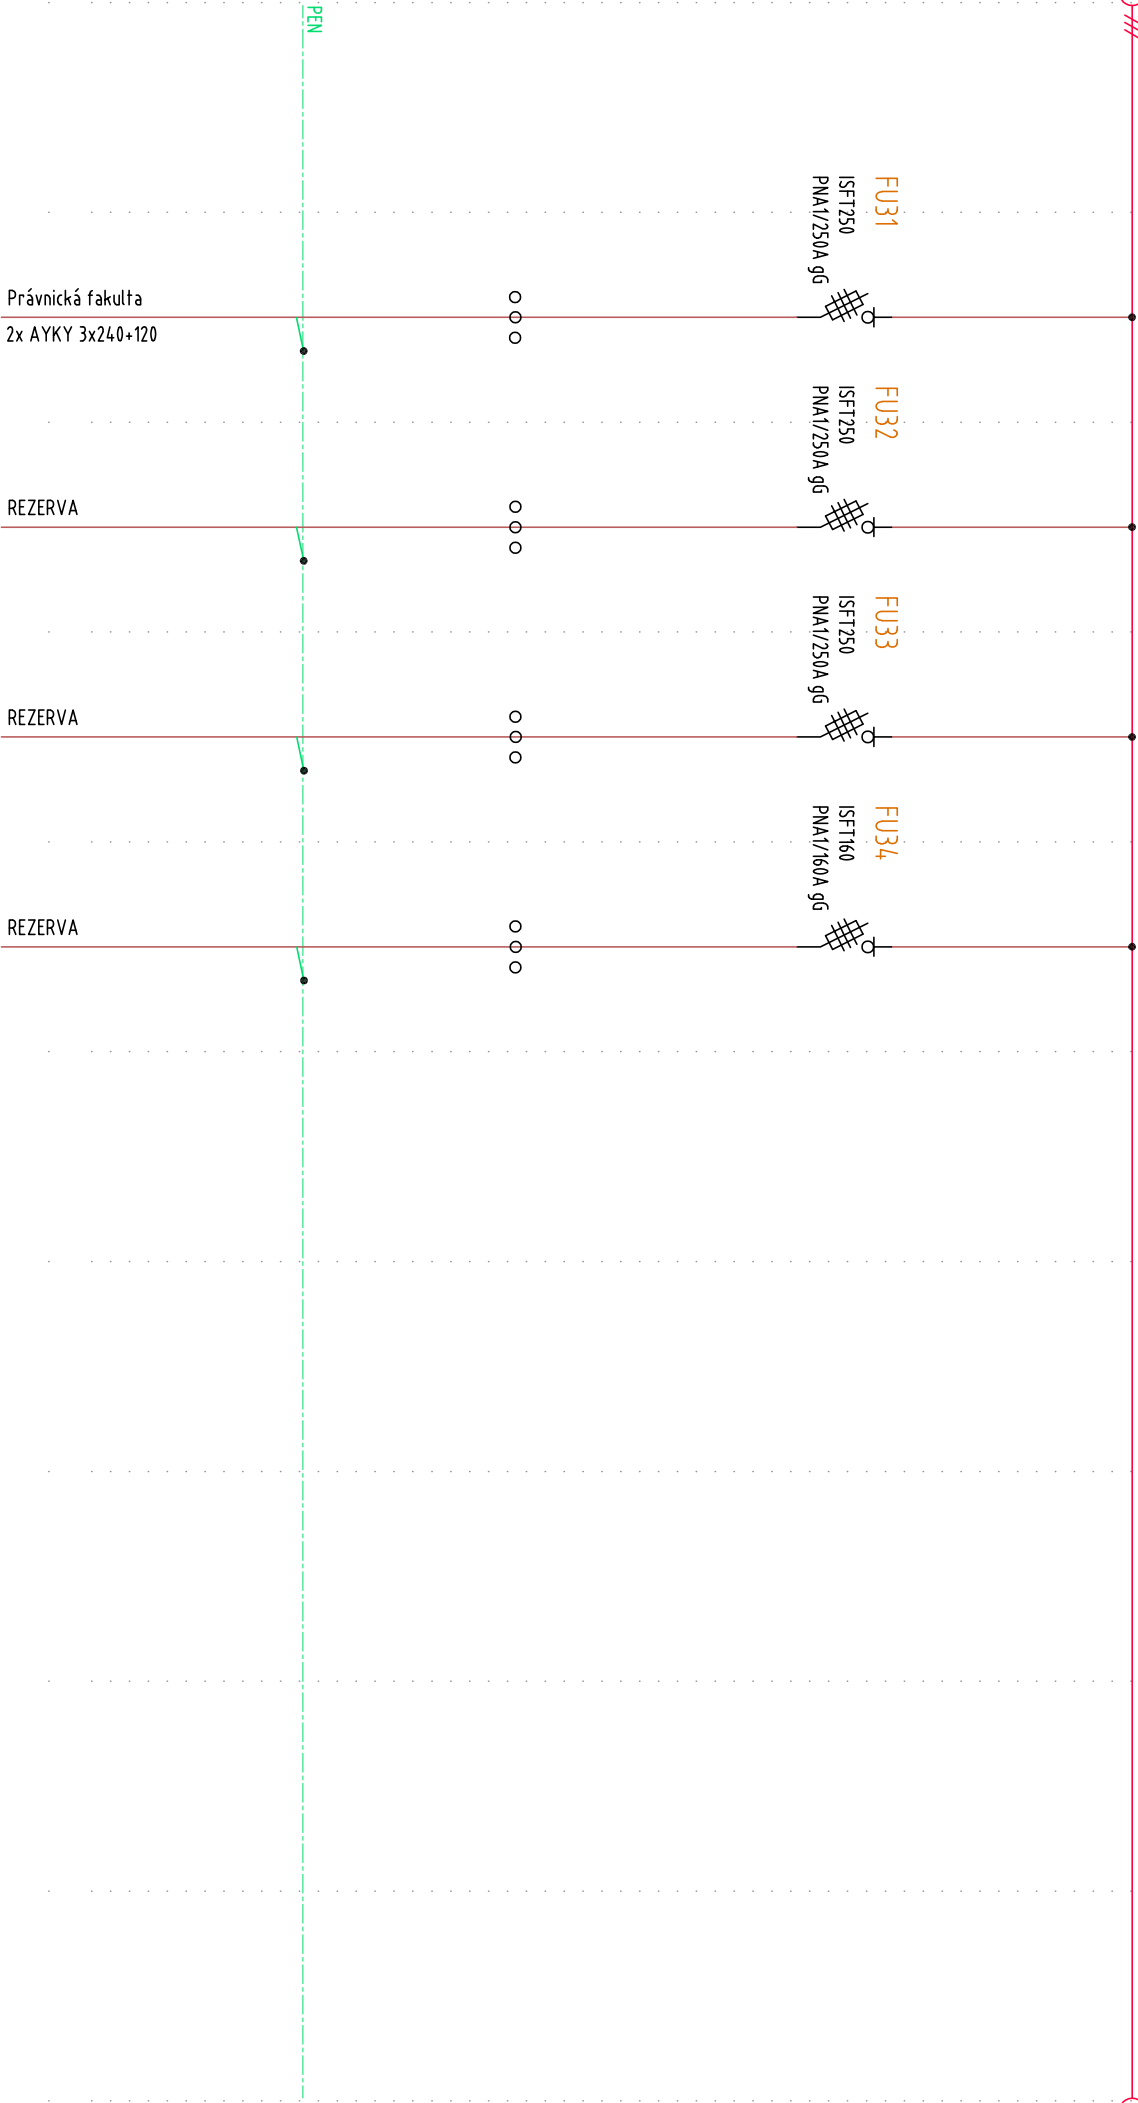 PEN
FU31
ISFT250
PNA1/250A gG
Právnická fakulta
2x AYKY 3x240+120
FU32
ISFT250
PNA1/250A gG
REZERVA
FU33
ISFT250
PNA1/250A gG
REZERVA
FU34
ISFT160
PNA1/160A gG
REZERVA